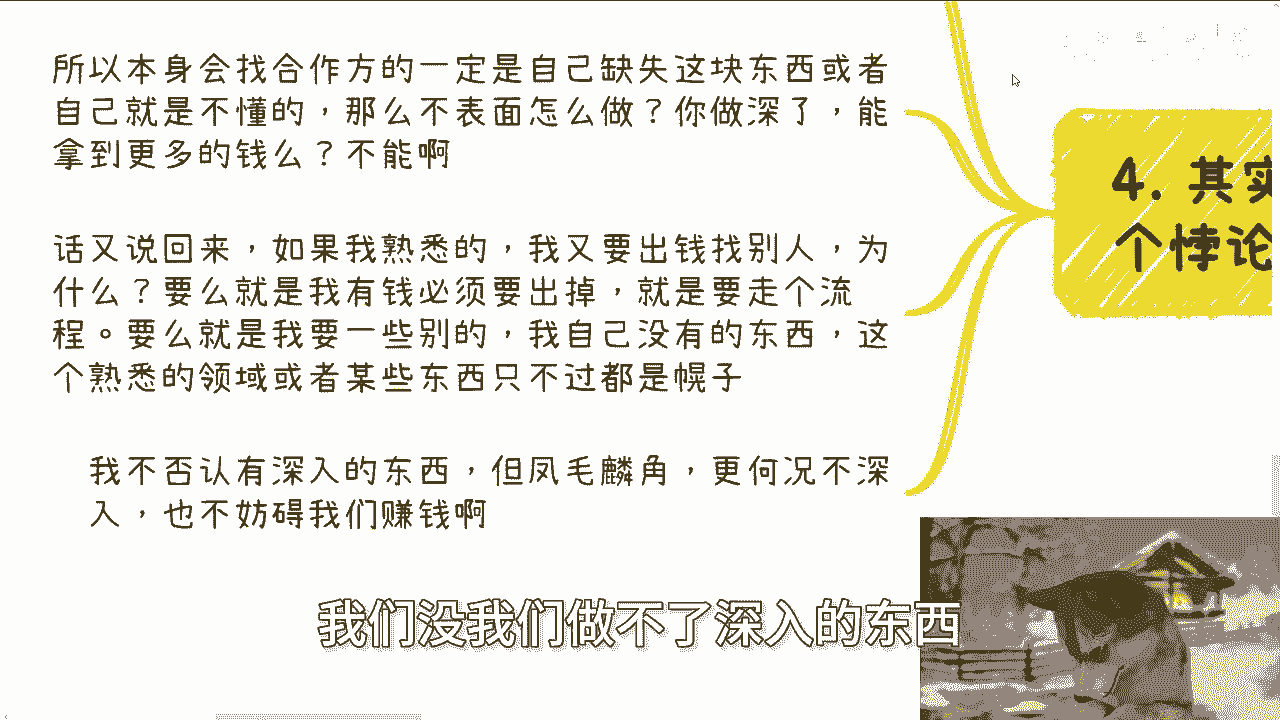 所以本身会找合作方的一定是自己缺失这块东西或者
自己就是不懂的，那么不表面怎么做？你做深了，能
拿到更多的钱么？不能啊
话又说回来，如果我熟悉的，我又要出钱找别人，为
什么？要么就是我有钱必须要出掉，就是要走个流
程。要么就是我要一些别的，我自己没有的东西，这
个熟悉的领域或者某些东西只不过都是幌子
我不否认有深入的东西，但凤毛麟角，更何况不深
入，也不妨碍我们赚钱啊
4. 其实
个悖论
我们没我们做不了深入的东西